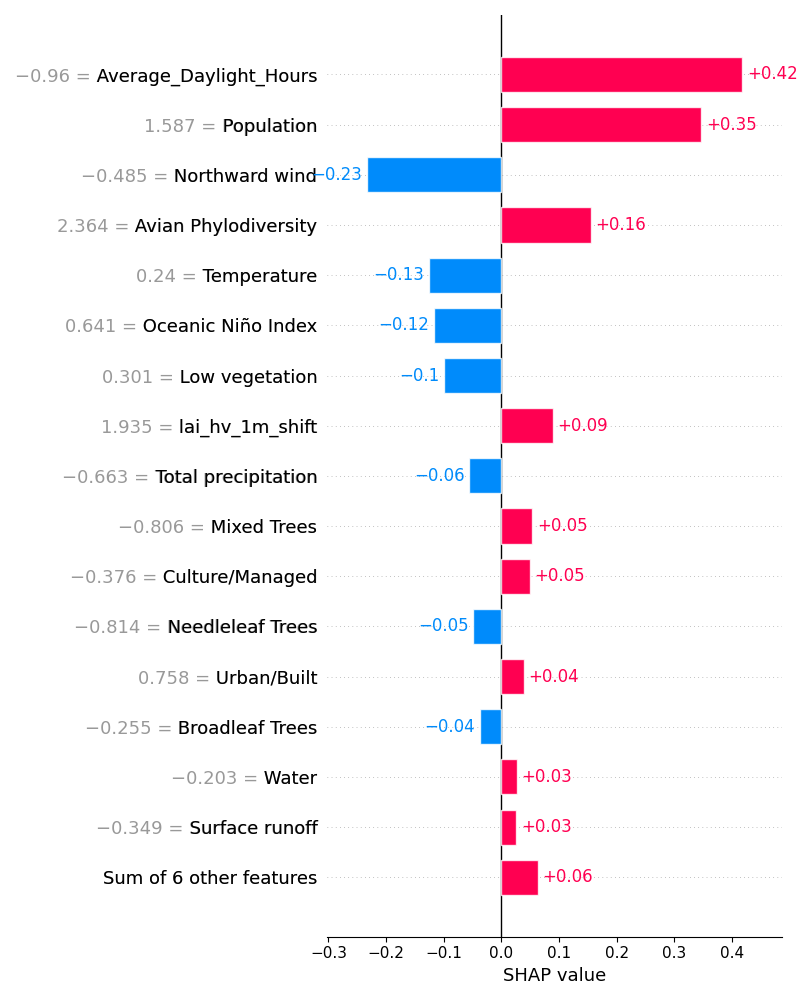 −0.96 = Average_Daylight_Hours +0.42
1.587 = Population +0.35
−0.485 = Northward wind −0.23
2.364 = Avian Phylodiversity +0.16
0.24 = Temperature −0.13
0.641 = Oceanic Niño Index −0.12
0.301 = Low vegetation −0.1
1.935 = lai_hv_1m_shift +0.09
−0.663 = Total precipitation −0.06
−0.806 = Mixed Trees +0.05
−0.376 = Culture/Managed +0.05
−0.814 = Needleleaf Trees −0.05
0.758 = Urban/Built +0.04
−0.255 = Broadleaf Trees −0.04
−0.203 = Water +0.03
−0.349 = Surface runoff +0.03
Sum of 6 other features +0.06
−0.3 −0.2 −0.1 0.0 0.1 0.2 0.3 0.4
SHAP value